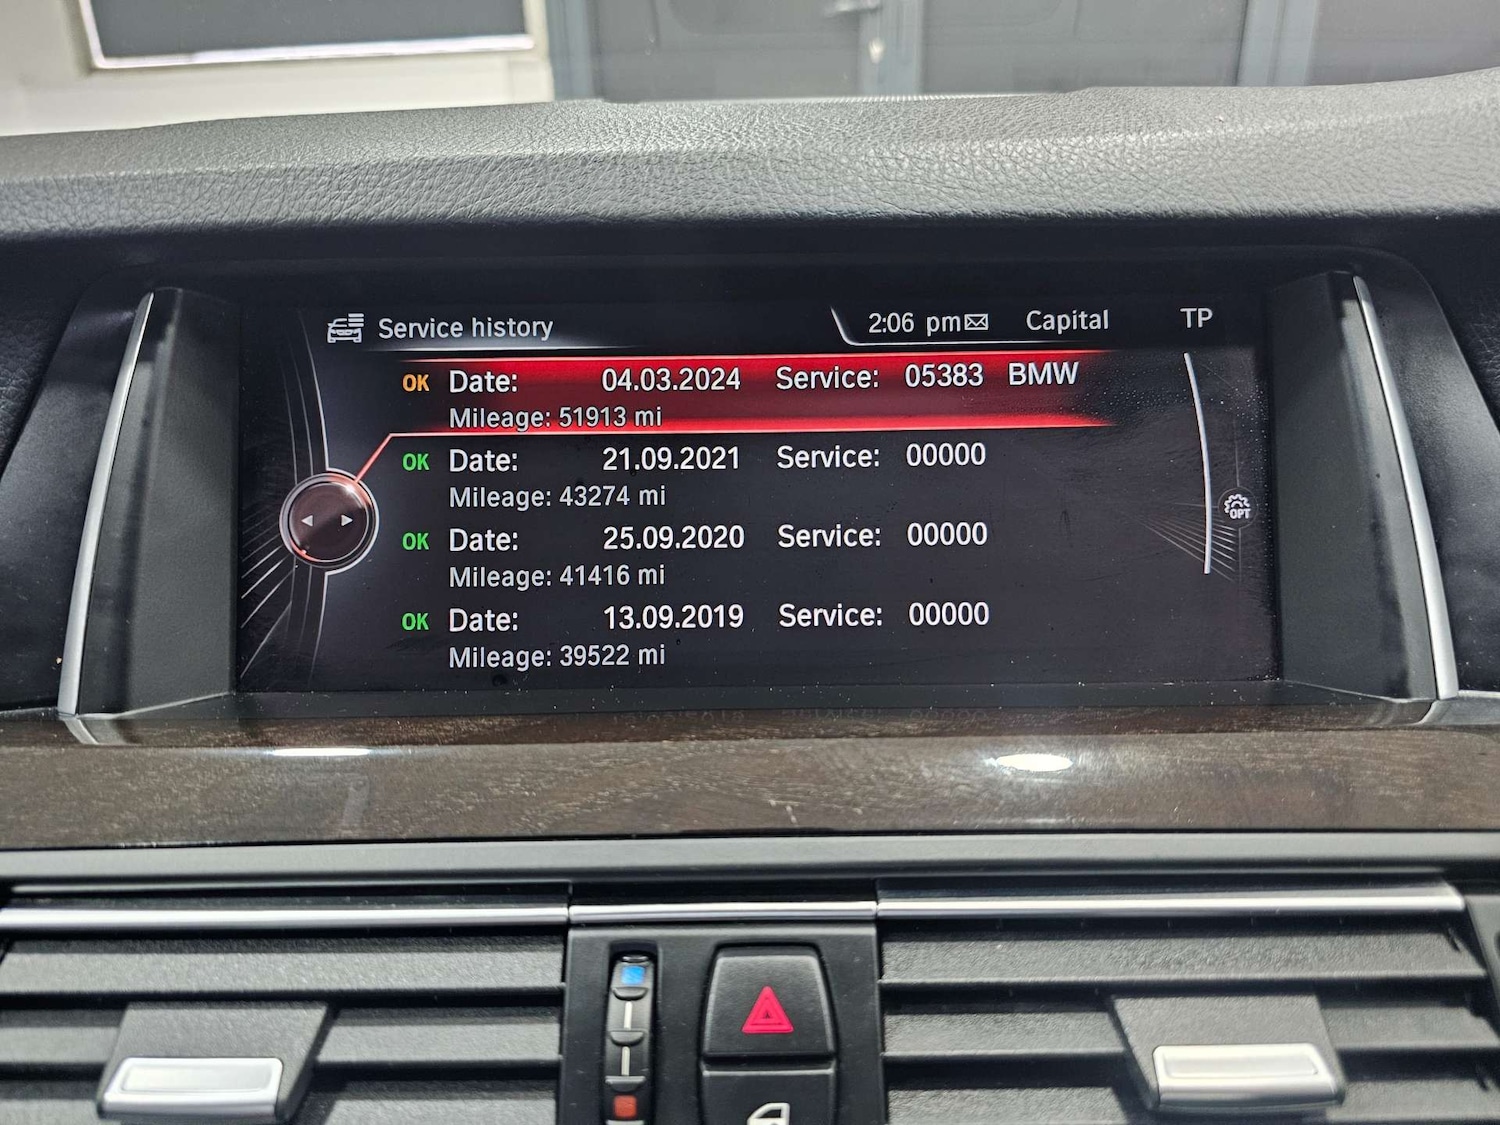 Service history 2:06 pm Capital TP
OK Date: 04.03.2024 Service: 05383 BMW
Mileage: 51913 mi
OK Date: 21.09.2021 Service: 00000
Mileage: 43274 mi
OK Date: 25.09.2020 Service: 00000
Mileage: 41416 mi
OK Date: 13.09.2019 Service: 00000
Mileage: 39522 mi
OPT